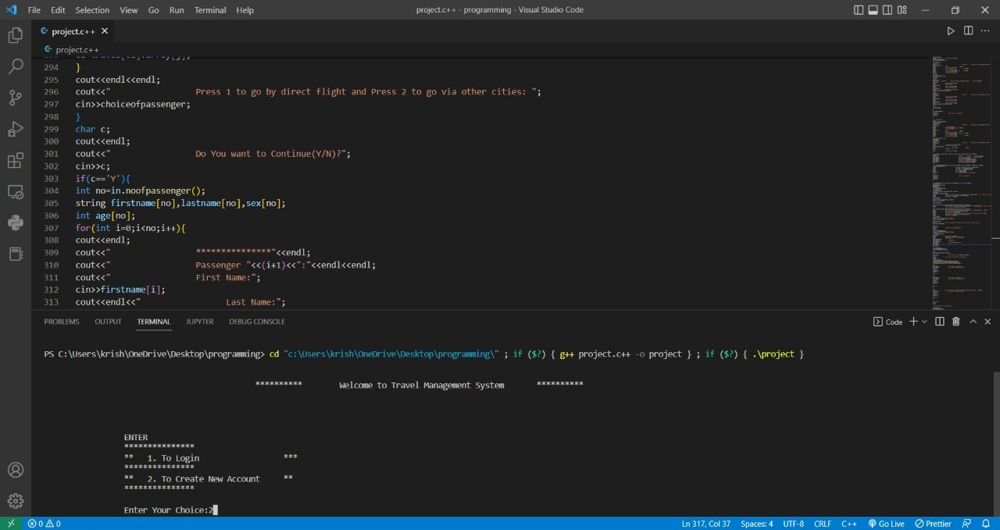 File Edit Selection View Go Run Terminal Help project.c++ - programming - Visual Studio Code
project.c++
project.c++
294 }
295 cout<<endl<<endl;
296 cout<<" Press 1 to go by direct flight and Press 2 to go via other cities: ";
297 cin>>choiceofpassenger;
298 }
299 char c;
300 cout<<endl;
301 cout<<" Do You want to Continue(Y/N)?";
302 cin>>c;
303 if(c=='Y'){
304 int no=in.noofpassenger();
305 string firstname[no],lastname[no],sex[no];
306 int age[no];
307 for(int i=0;i<no;i++){
308 cout<<endl;
309 cout<<" ***************"<<endl;
310 cout<<" Passenger "<<(i+1)<<":"<<endl<<endl;
311 cout<<" First Name:";
312 cin>>firstname[i];
313 cout<<endl<<" Last Name:";
PROBLEMS OUTPUT TERMINAL JUPYTER DEBUG CONSOLE Code
PS C:\Users\krish\OneDrive\Desktop\programming> cd "c:\Users\krish\OneDrive\Desktop\programming\" ; if ($?) { g++ project.c++ -o project } ; if ($?) { .\project }
********** Welcome to Travel Management System **********
ENTER
***************
** 1. To Login ***
***************
** 2. To Create New Account **
***************
Enter Your Choice:2
0 0 Ln 317, Col 37 Spaces: 4 UTF-8 CRLF C++ Go Live Prettier